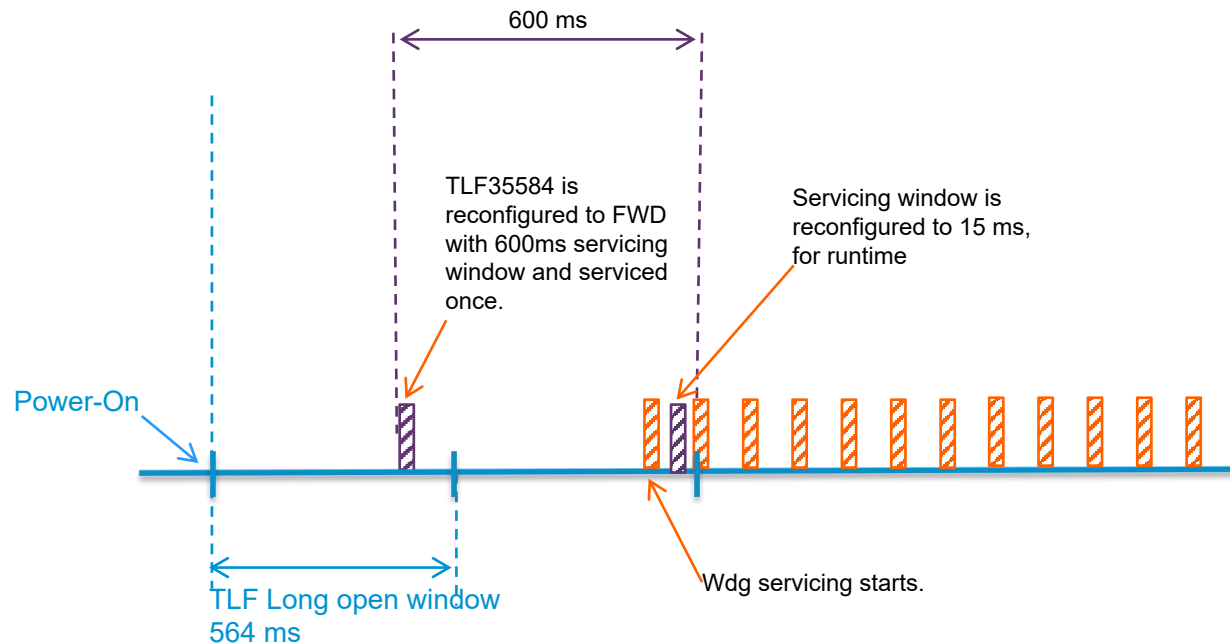 600 ms
TLF35584 is
reconfigured to FWD
with 600ms servicing
window and serviced
once.
Servicing window is
reconfigured to 15 ms,
for runtime
Power-On
Wdg servicing starts.
TLF Long open window
564 ms